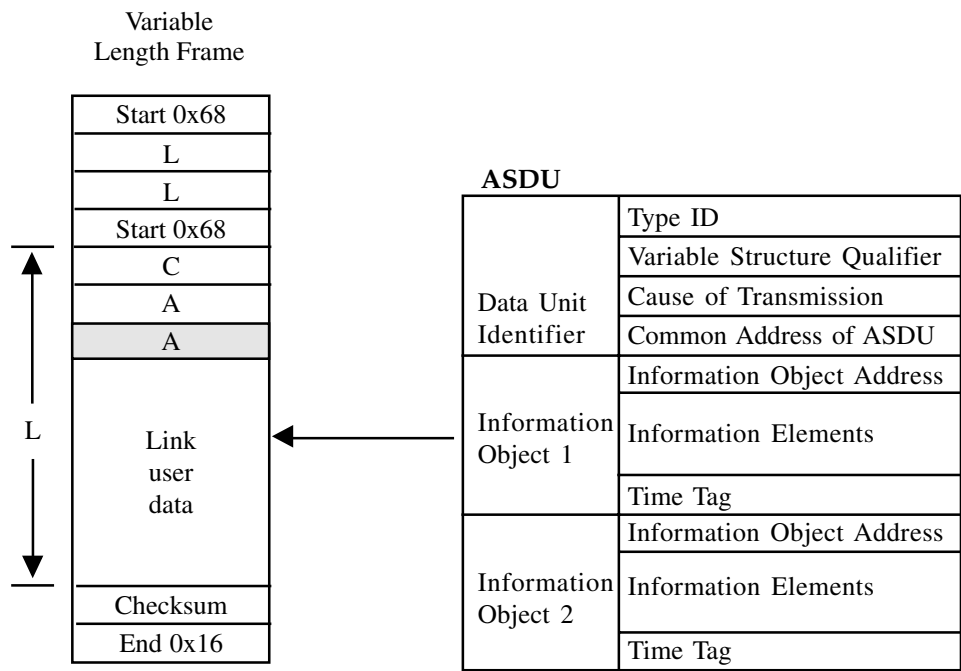 Variable
Length Frame
Start 0x68
L
L
Start 0x68
C
A
A
Link
user
data
Checksum
End 0x16
L
ASDU
Data Unit
Identifier
Type ID
Variable Structure Qualifier
Cause of Transmission
Common Address of ASDU
Information
Object 1
Information Object Address
Information Elements
Time Tag
Information
Object 2
Information Object Address
Information Elements
Time Tag